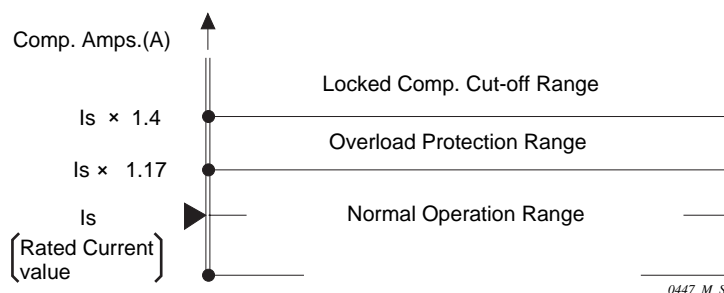 Comp. Amps.(A)
Locked Comp. Cut-off Range
Is × 1.4
Overload Protection Range
Is × 1.17
Is
Normal Operation Range
Rated Current
value
0447_M_S